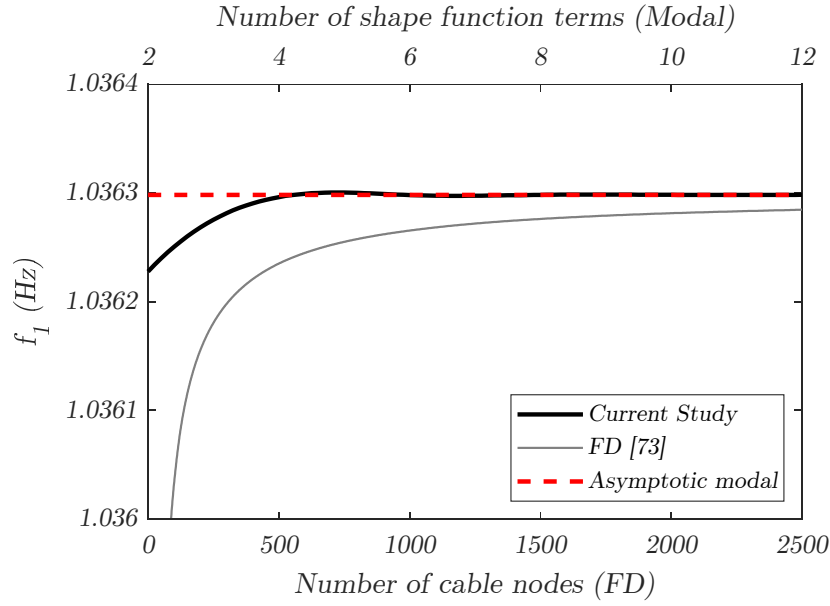 Number of shape function terms (Modal)
2 4 6 8 10 12
1.0364
1.0363
1.0362
1.0361
1.036
f1 (Hz)
Current Study
FD [73]
Asymptotic modal
0 500 1000 1500 2000 2500
Number of cable nodes (FD)